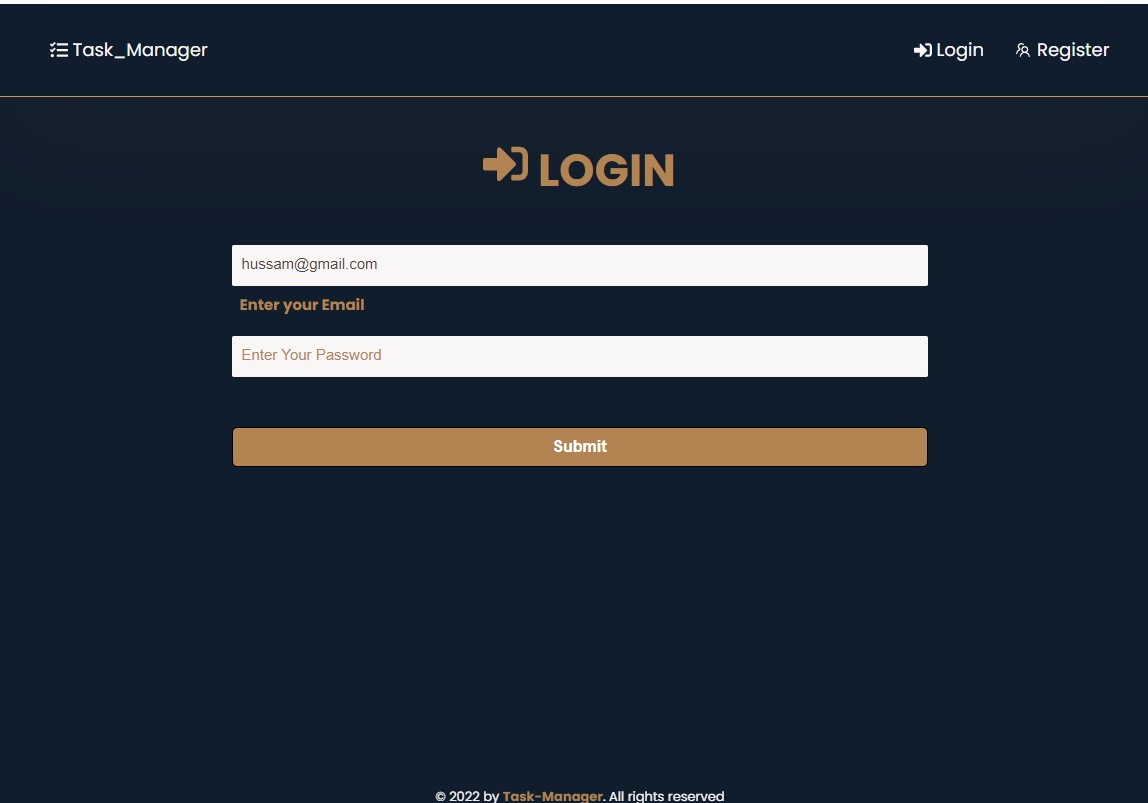 Task_Manager
Login
Register
LOGIN
hussam@gmail.com
Enter your Email
Enter Your Password
Submit
© 2022 by Task-Manager. All rights reserved